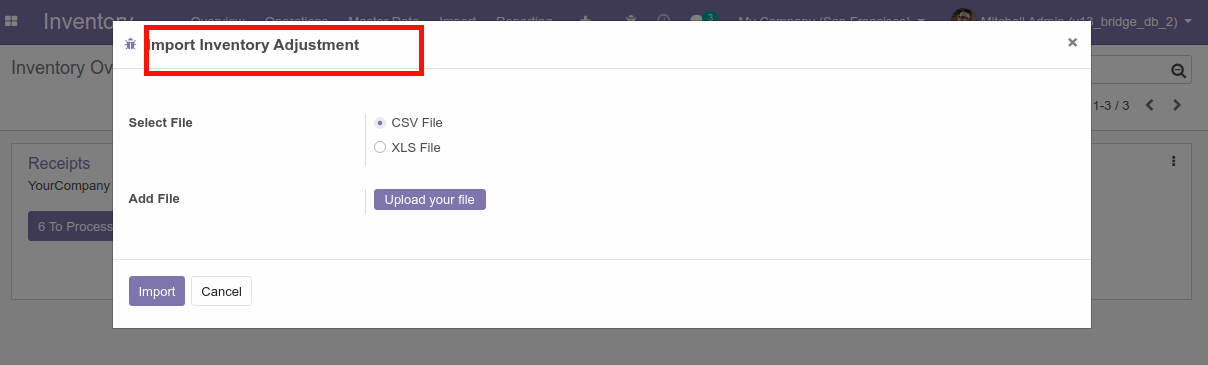 Inventory Overview Operations Master Data Import Reporting 3 My Company (San Francisco) Mitchell Admin (v13_bridge_db_2)
Inventory Ov
Import Inventory Adjustment
×
1-3 / 3
Select File
CSV File
XLS File
Receipts
YourCompany
Add File
Upload your file
6 To Process
Import Cancel